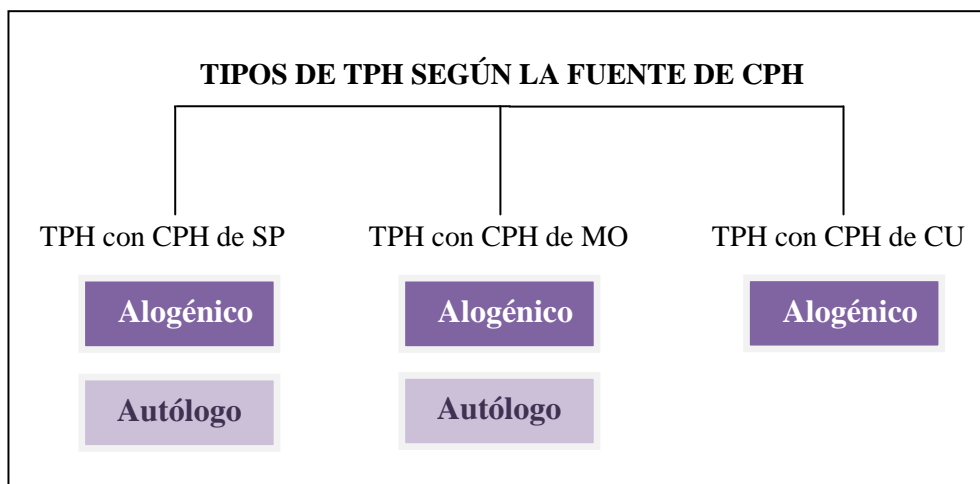 TIPOS DE TPH SEGÚN LA FUENTE DE CPH
TPH con CPH de SP
TPH con CPH de MO
TPH con CPH de CU
Alogénico
Alogénico
Alogénico
Autólogo
Autólogo